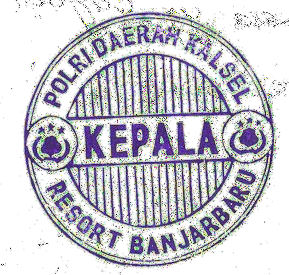 POLRI DAERAH KALSEL
KEPALA
RESORT BANJARBARU